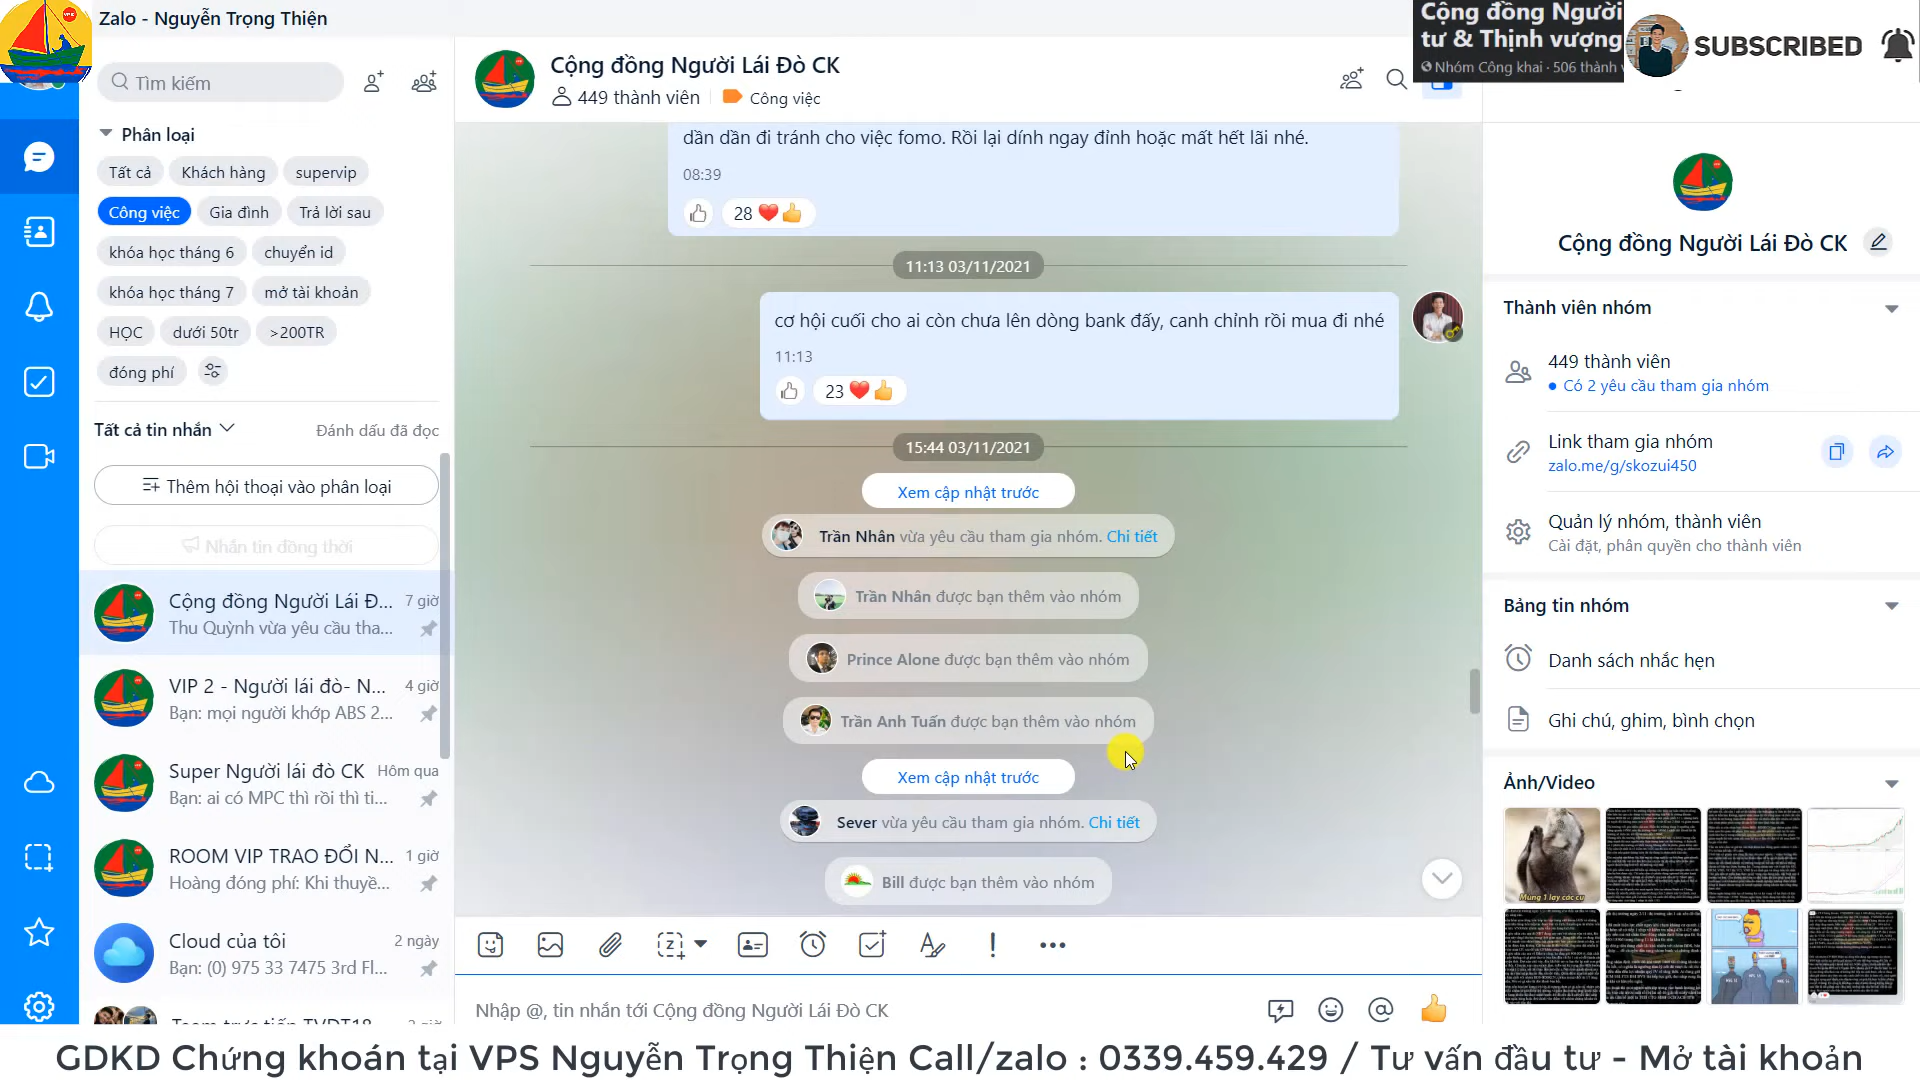 Zalo - Nguyễn Trọng Thiện
Tìm kiếm
Phân loại
Tất cả
Khách hàng
supervip
Công việc
Gia đình
Trả lời sau
khóa học tháng 6
chuyển id
khóa học tháng 7
mở tài khoản
HỌC
dưới 50tr
>200TR
đóng phí
Tất cả tin nhắn
Đánh dấu đã đọc
Thêm hội thoại vào phân loại
Nhắn tin đồng thời
Cộng đồng Người Lái Đ...
7 giờ
Thu Quỳnh vừa yêu cầu tha...
VIP 2 - Người lái đò- N...
4 giờ
Bạn: mọi người khớp ABS 2...
Super Người lái đò CK
Hôm qua
Bạn: ai có MPC thì rồi thì ti...
ROOM VIP TRAO ĐỔI N...
1 giờ
Hoàng đóng phí: Khi thuyề...
Cloud của tôi
2 ngày
Bạn: (0) 975 33 7475 3rd Fl...
Cộng đồng Người Lái Đò CK
449 thành viên
Công việc
dần dần đi tránh cho việc fomo. Rồi lại dính ngay đỉnh hoặc mất hết lãi nhé.
08:39
28
11:13 03/11/2021
cơ hội cuối cho ai còn chưa lên dòng bank đấy, canh chỉnh rồi mua đi nhé
11:13
23
15:44 03/11/2021
Xem cập nhật trước
Trần Nhân vừa yêu cầu tham gia nhóm. Chi tiết
Trần Nhân được bạn thêm vào nhóm
Prince Alone được bạn thêm vào nhóm
Trần Anh Tuấn được bạn thêm vào nhóm
Xem cập nhật trước
Sever vừa yêu cầu tham gia nhóm. Chi tiết
Bill được bạn thêm vào nhóm
Nhập @, tin nhắn tới Cộng đồng Người Lái Đò CK
Cộng đồng Người
tư & Thịnh vượng
Nhóm Công khai · 506 thành
SUBSCRIBED
Cộng đồng Người Lái Đò CK
Thành viên nhóm
449 thành viên
Có 2 yêu cầu tham gia nhóm
Link tham gia nhóm
zalo.me/g/skozui450
Quản lý nhóm, thành viên
Cài đặt, phân quyền cho thành viên
Bảng tin nhóm
Danh sách nhắc hẹn
Ghi chú, ghim, bình chọn
Ảnh/Video
Mùng 1 lạy các cụ
GDKD Chứng khoán tại VPS Nguyễn Trọng Thiện Call/zalo : 0339.459.429 / Tư vấn đầu tư - Mở tài khoản